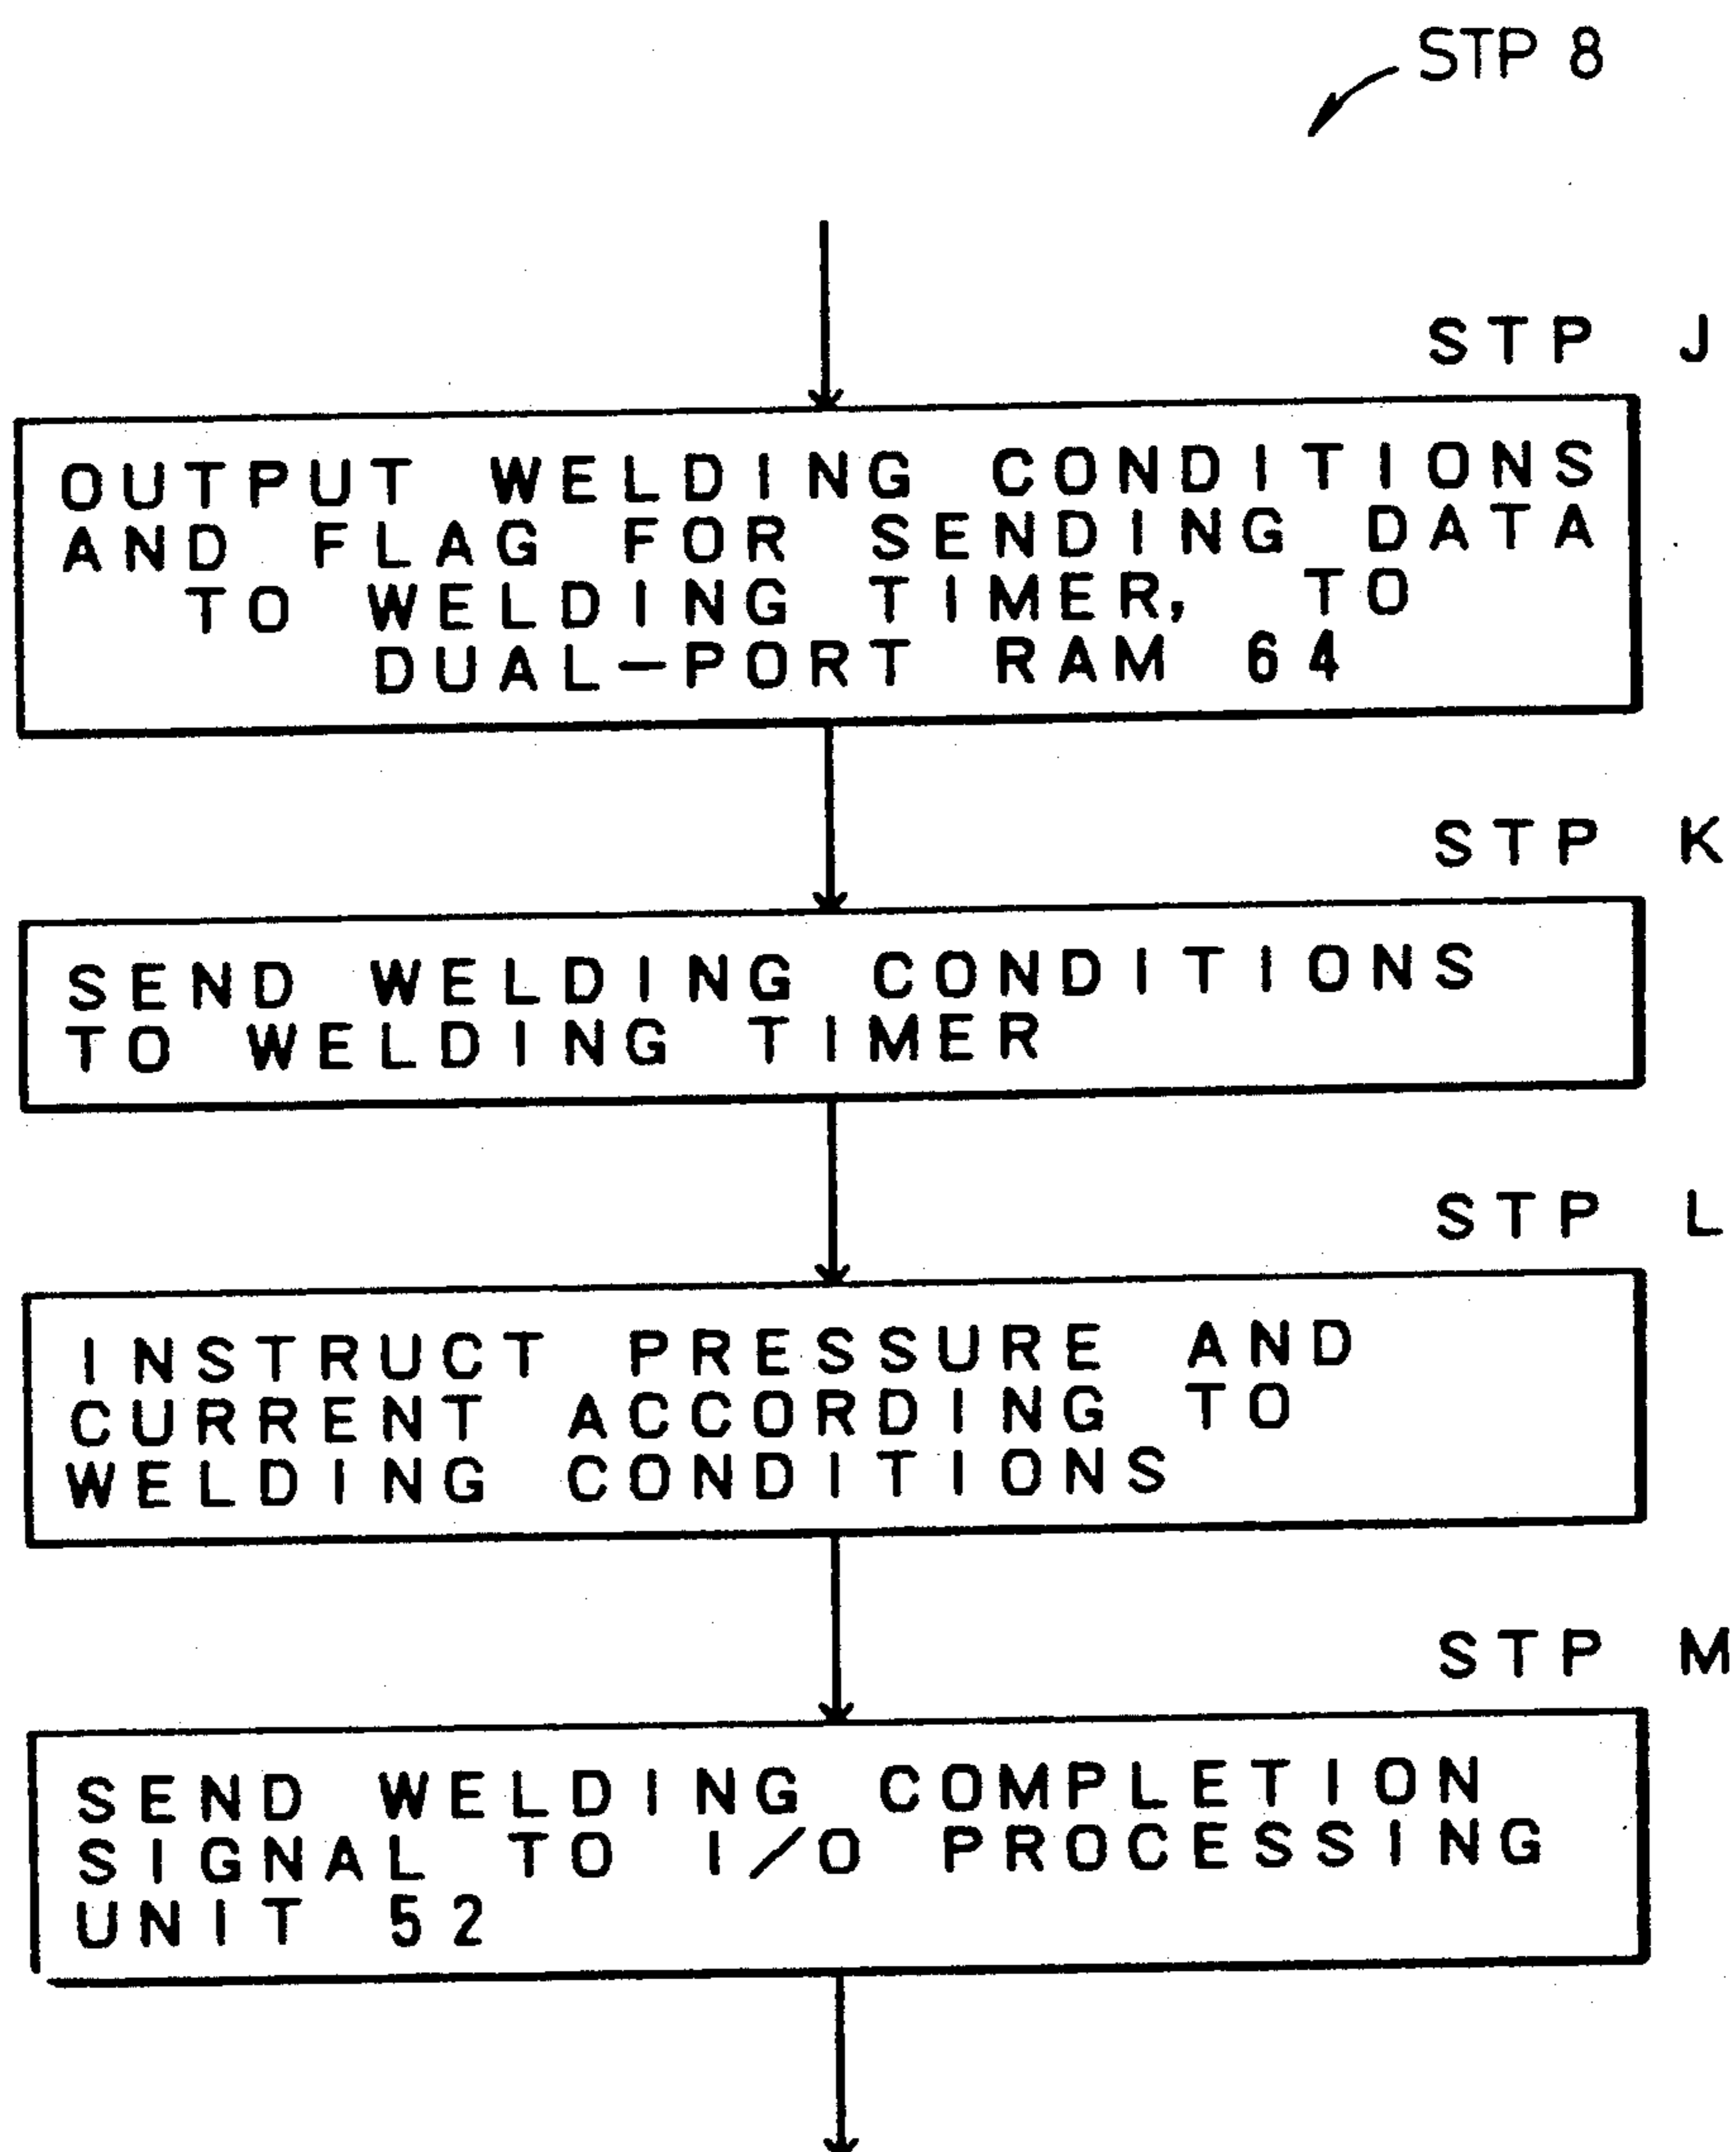 STP 8
STP J
OUTPUT WELDING CONDITIONS
AND FLAG FOR SENDING DATA
TO WELDING TIMER, TO
DUAL-PORT RAM 64
STP K
SEND WELDING CONDITIONS
TO WELDING TIMER
STP L
INSTRUCT PRESSURE AND
CURRENT ACCORDING TO
WELDING CONDITIONS
STP M
SEND WELDING COMPLETION
SIGNAL TO I/O PROCESSING
UNIT 52